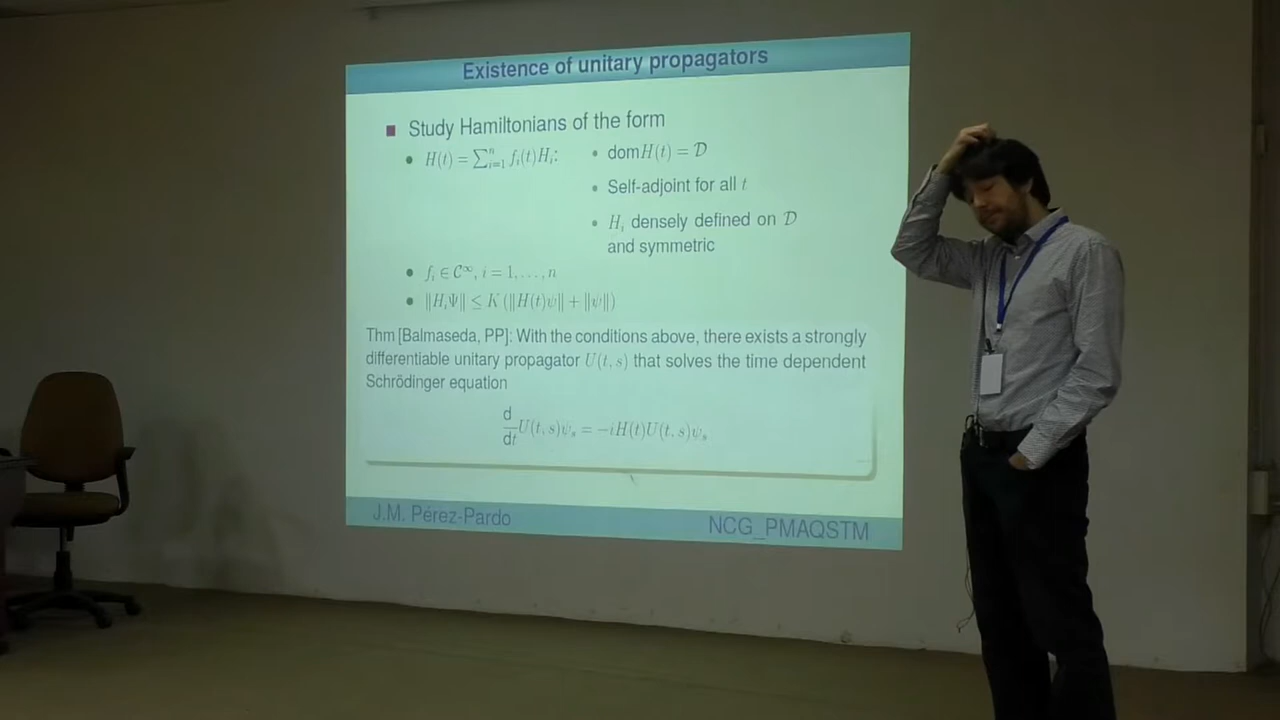 Existence of unitary propagators
Study Hamiltonians of the form
H(t) = ∑ⁿᵢ₌₁ fᵢ(t)Hᵢ:
domH(t) = 𝒟
Self-adjoint for all t
Hᵢ densely defined on 𝒟
and symmetric
fᵢ ∈ 𝒞^∞, i = 1, . . . , n
‖HᵢΨ‖ ≤ K (‖H(t)ψ‖ + ‖ψ‖)
Thm [Balmaseda, PP]: With the conditions above, there exists a strongly
differentiable unitary propagator U(t, s) that solves the time dependent
Schrödinger equation
d/dt U(t, s)ψₛ = −iH(t)U(t, s)ψₛ
J.M. Pérez-Pardo NCG_PMAQSTM